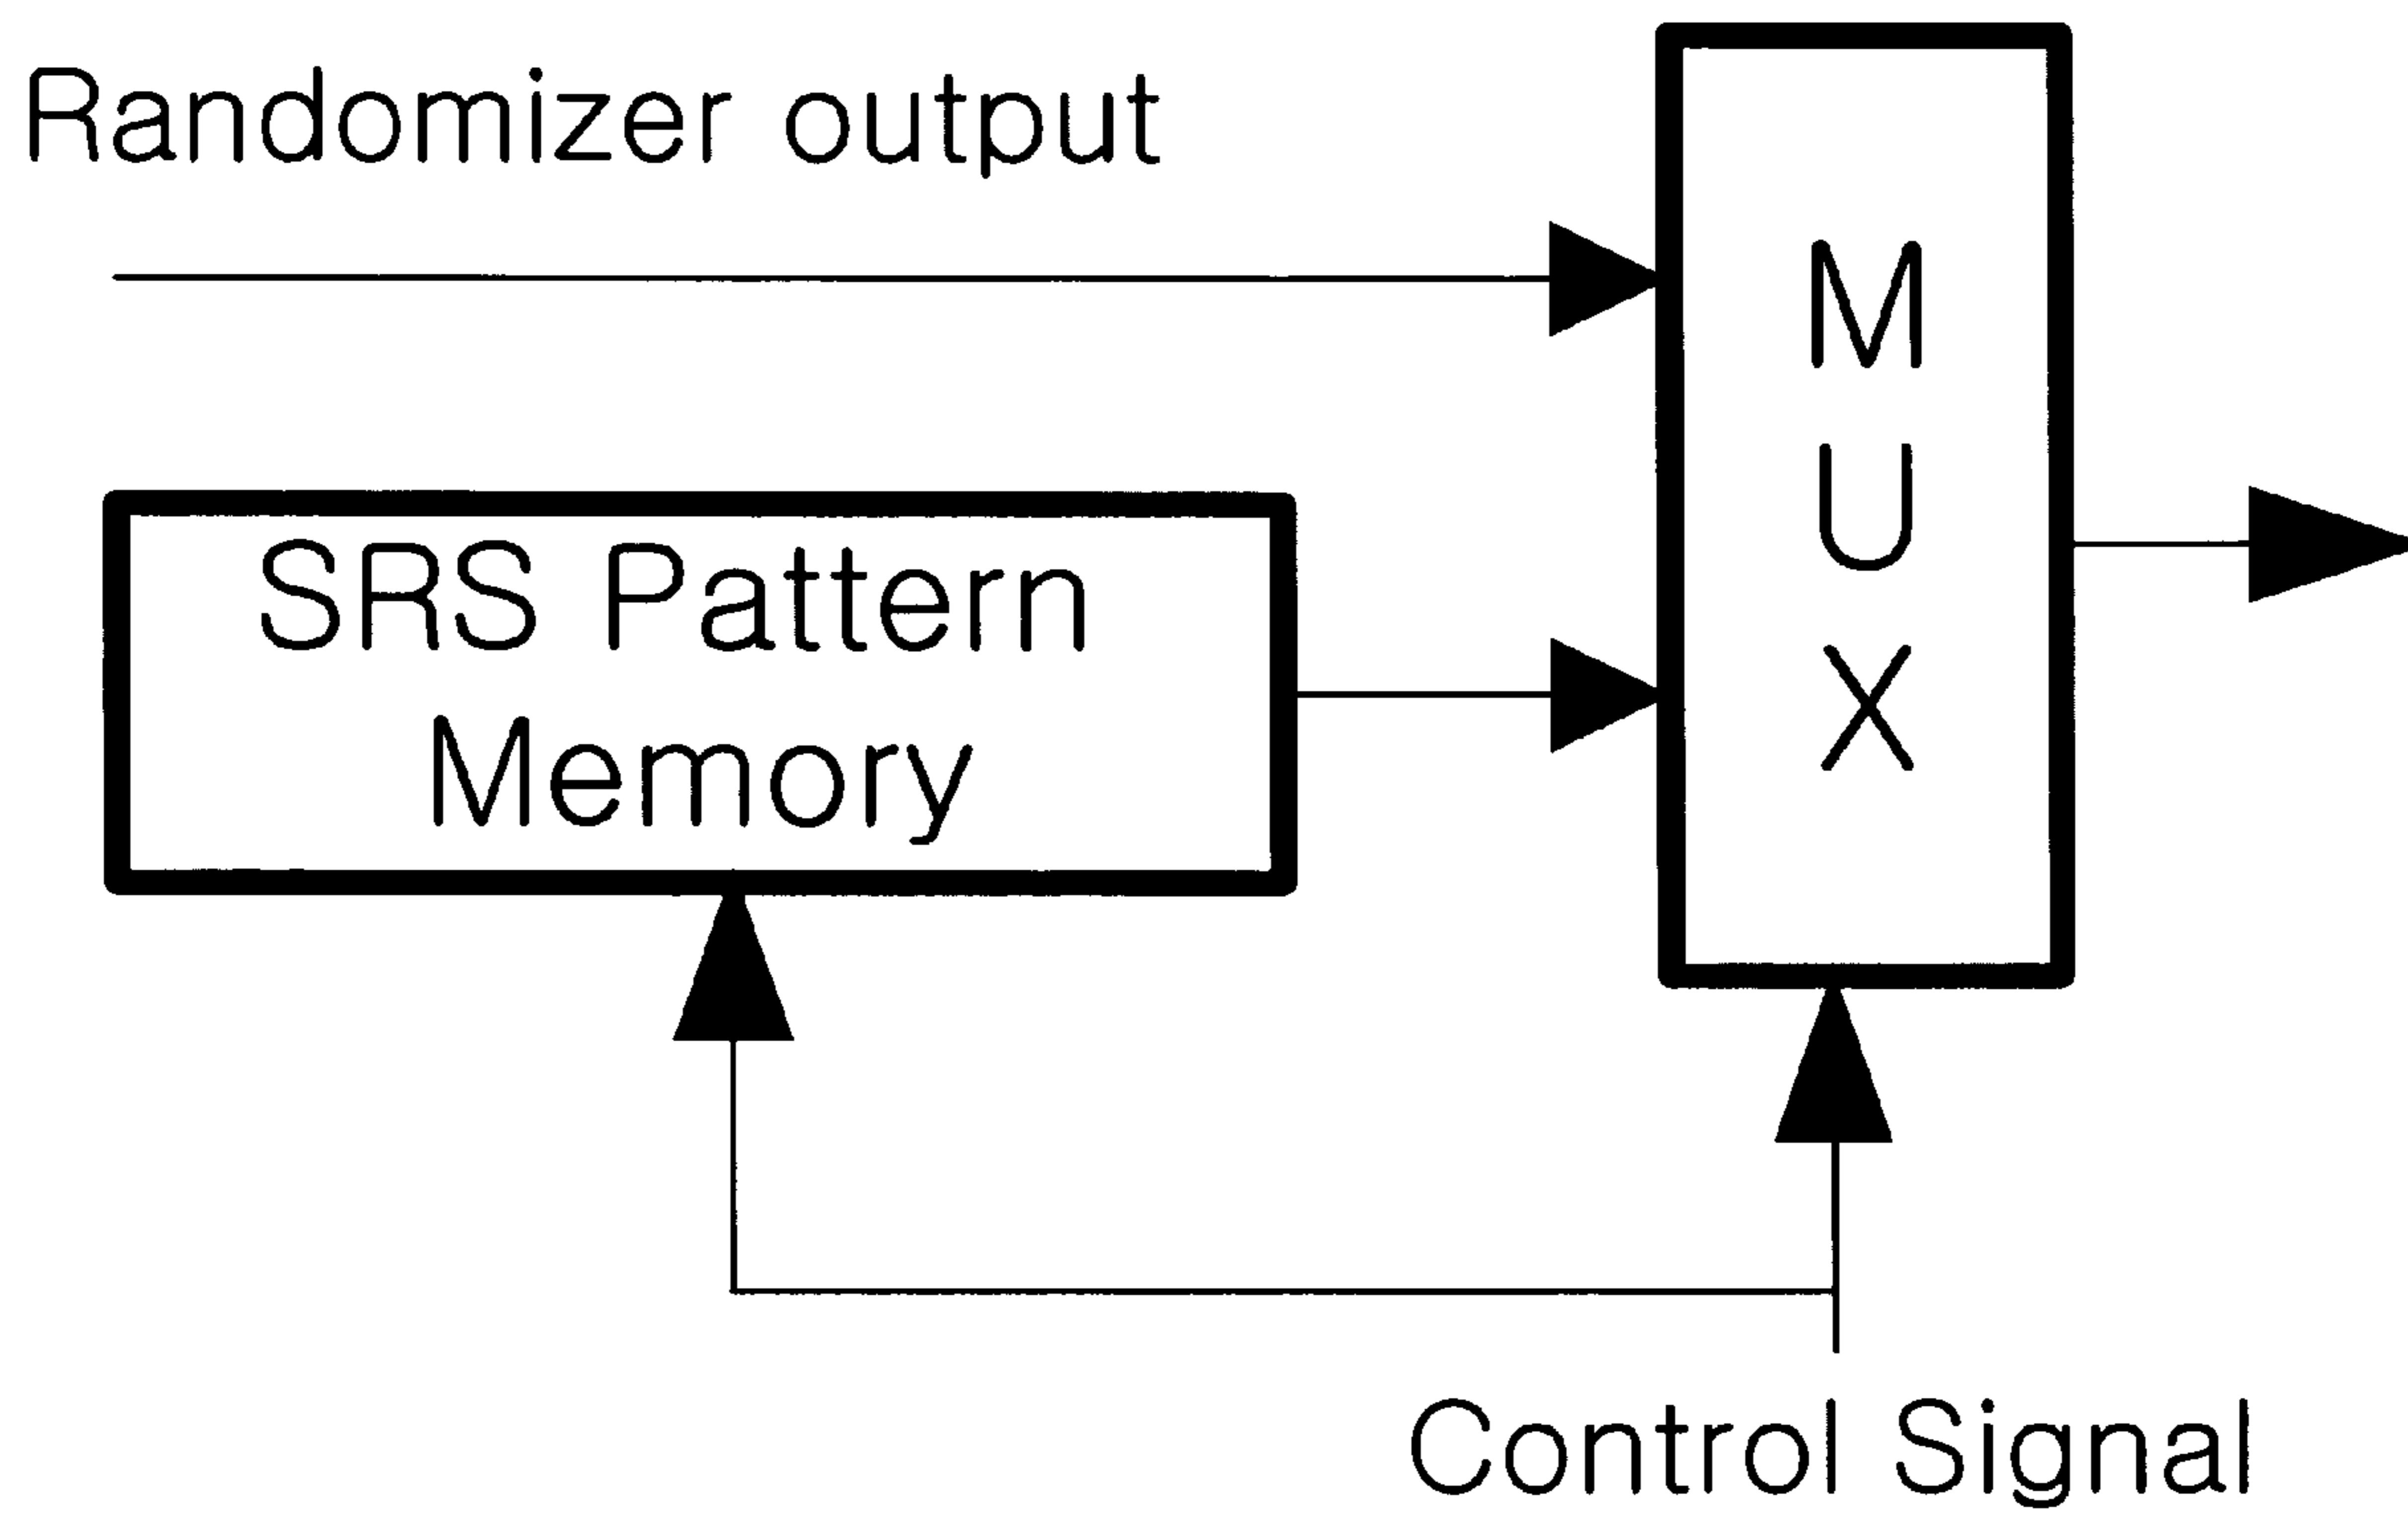 Randomizer output
SRS Pattern
Memory
M
U
X
Control Signal